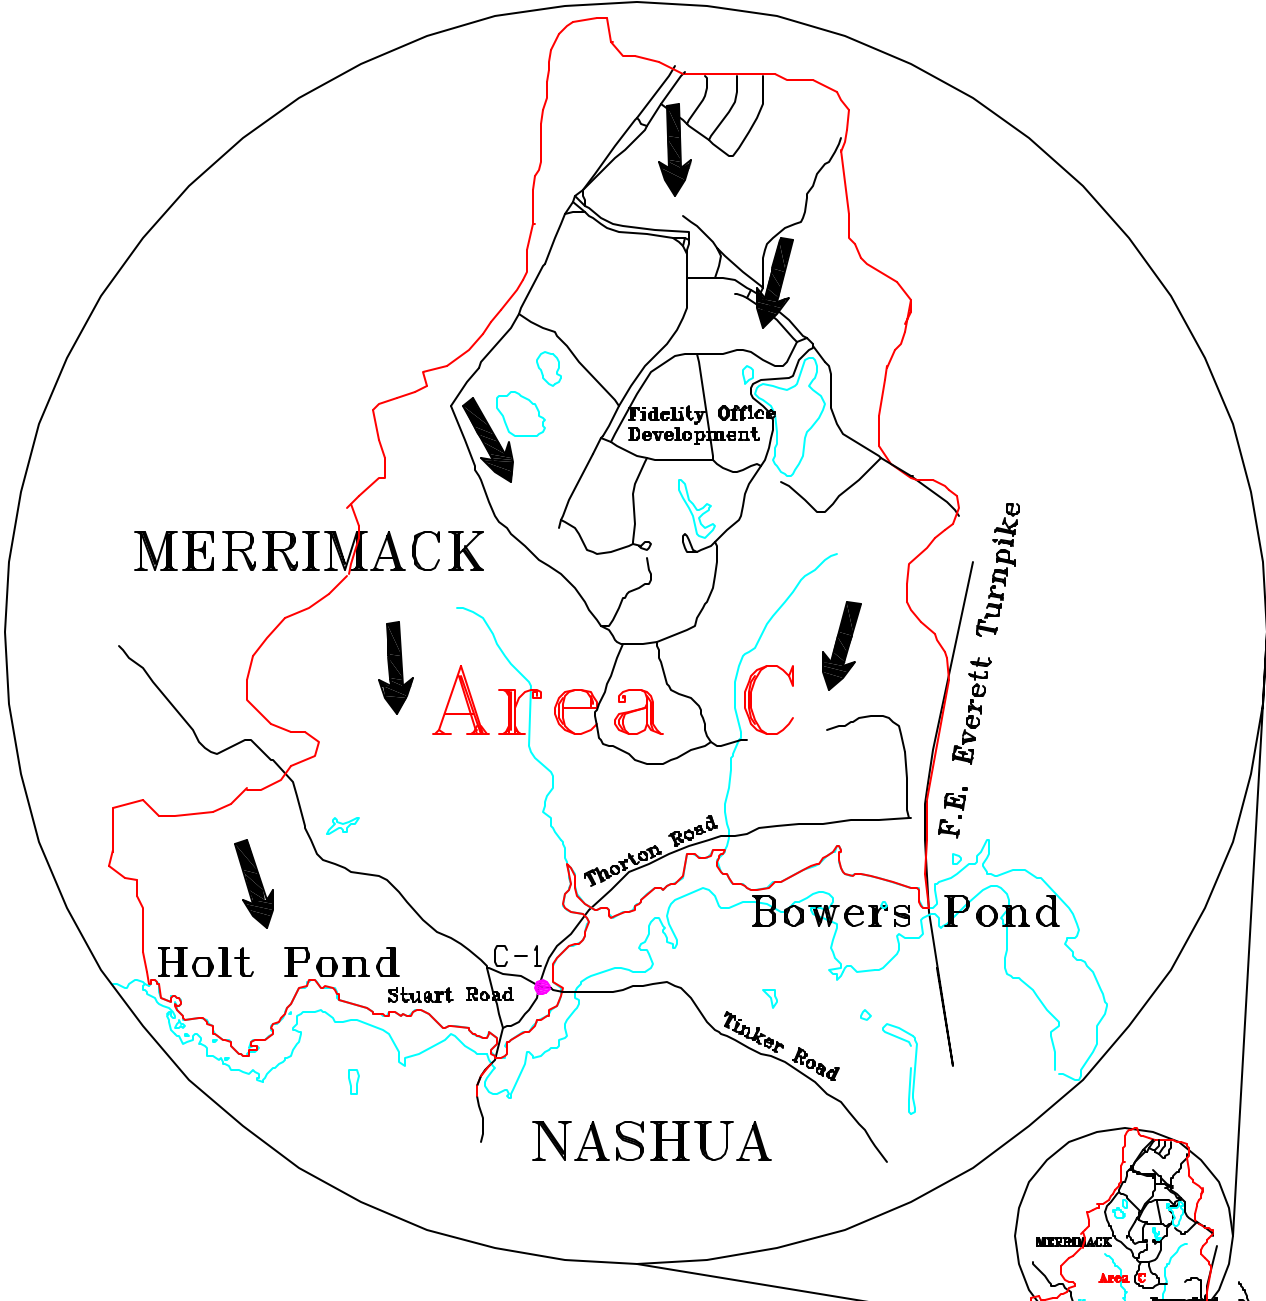 Fidelity Office
Development
MERRIMACK
F.E. Everett Turnpike
Area C
Thorton Road
Bowers Pond
Holt Pond
C-1
Stuart Road
Tinker Road
NASHUA
MERRIMACK
Area C